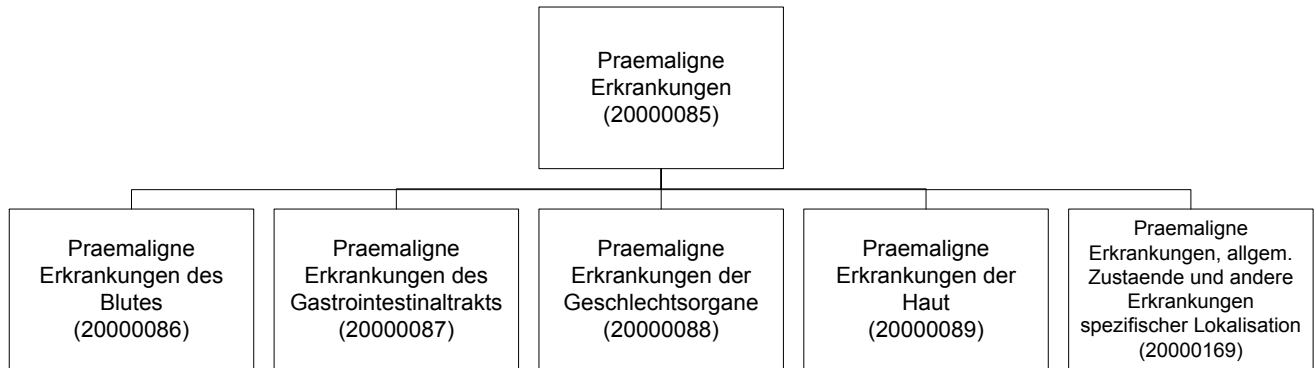 Praemaligne
Erkrankungen
(20000085)
Praemaligne
Erkrankungen des
Blutes
(20000086)
Praemaligne
Erkrankungen des
Gastrointestinaltrakts
(20000087)
Praemaligne
Erkrankungen der
Geschlechtsorgane
(20000088)
Praemaligne
Erkrankungen der
Haut
(20000089)
Praemaligne
Erkrankungen, allgem.
Zustaende und andere
Erkrankungen
spezifischer Lokalisation
(20000169)